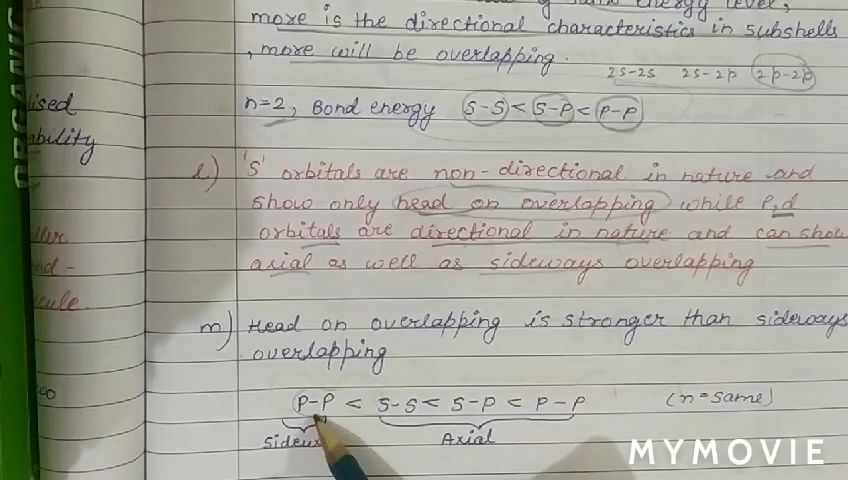 energy level,
more is the directional characteristics in subshells
, more will be overlapping.
2s-2s 2s-2p 2p-2p
n=2, Bond energy s-s < s-p < p-p
l) 's' orbitals are non-directional in nature and
show only head on overlapping while p,d
orbitals are directional in nature and can show
axial as well as sideways overlapping
m) Head on overlapping is stronger than sideways
overlapping
p-p < s-s < s-p < p-p (n=same)
Axial
MYMOVIE